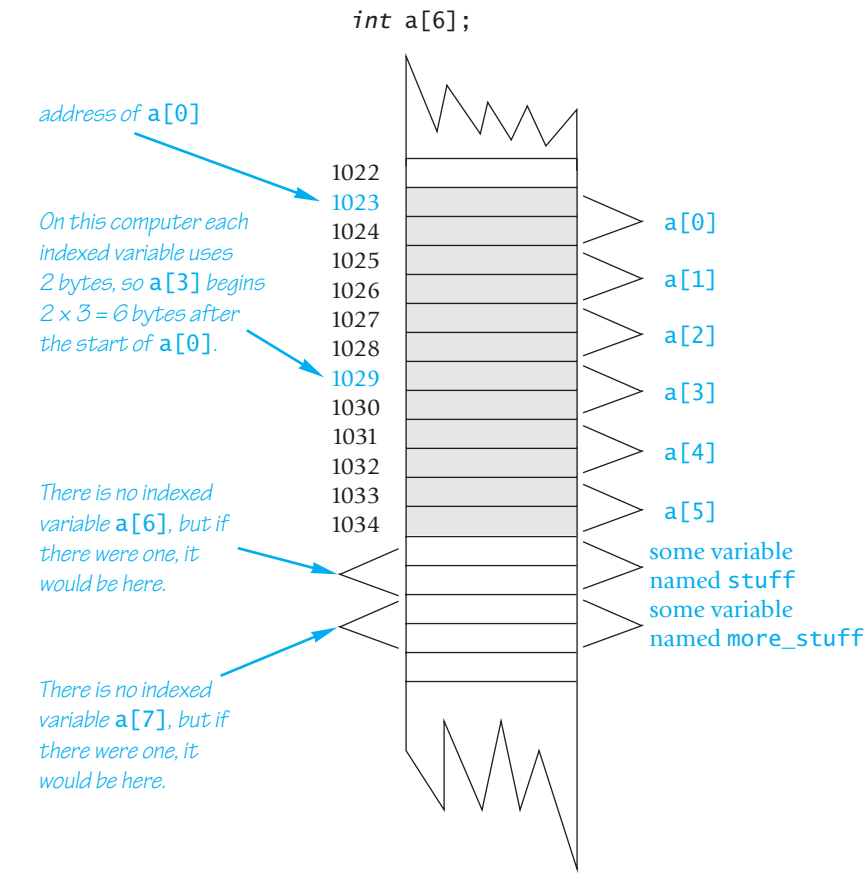 int a[6];
address of a[0]
1022
1023
On this computer each
indexed variable uses
2 bytes, so a[3] begins
2 x 3 = 6 bytes after
the start of a[0].
1024
1025
1026
1027
1028
1029
1030
1031
1032
1033
1034
a[0]
a[1]
a[2]
a[3]
a[4]
a[5]
There is no indexed
variable a[6], but if
there were one, it
would be here.
some variable
named stuff
some variable
named more_stuff
There is no indexed
variable a[7], but if
there were one, it
would be here.